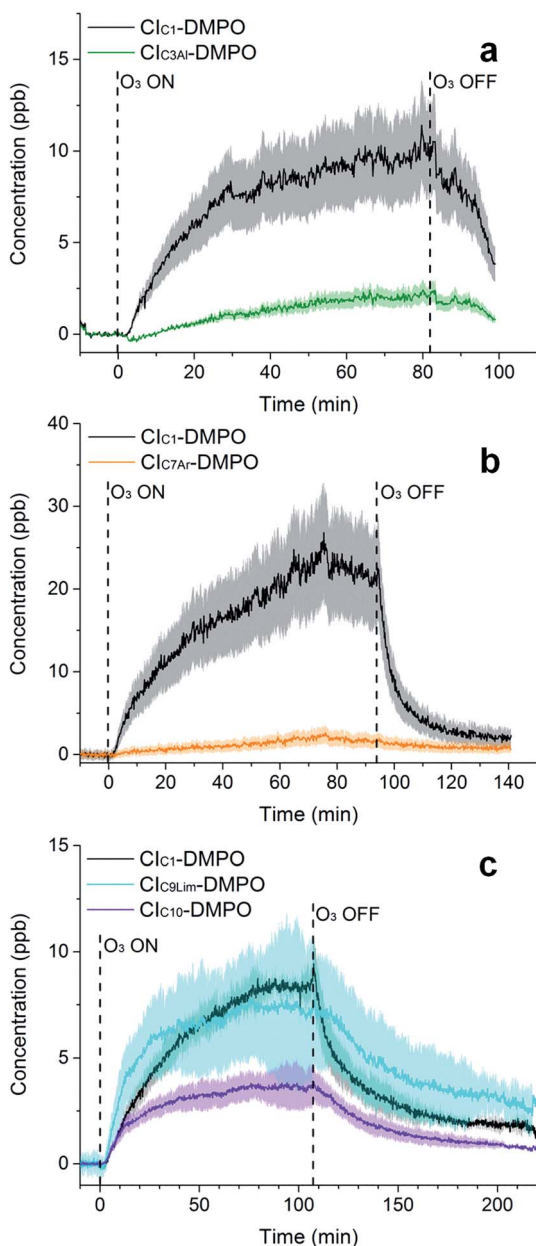 CIC1-DMPO
CIC3Al-DMPO
a
O3 ON
O3 OFF
15
10
5
0
Concentration (ppb)
0 20 40 60 80 100
Time (min)
CIC1-DMPO
CIC7Ar-DMPO
b
O3 ON
O3 OFF
40
30
20
10
0
Concentration (ppb)
0 20 40 60 80 100 120 140
Time (min)
CIC1-DMPO
CIC9Lim-DMPO
CIC10-DMPO
c
O3 ON
O3 OFF
15
10
5
0
Concentration (ppb)
0 50 100 150 200
Time (min)